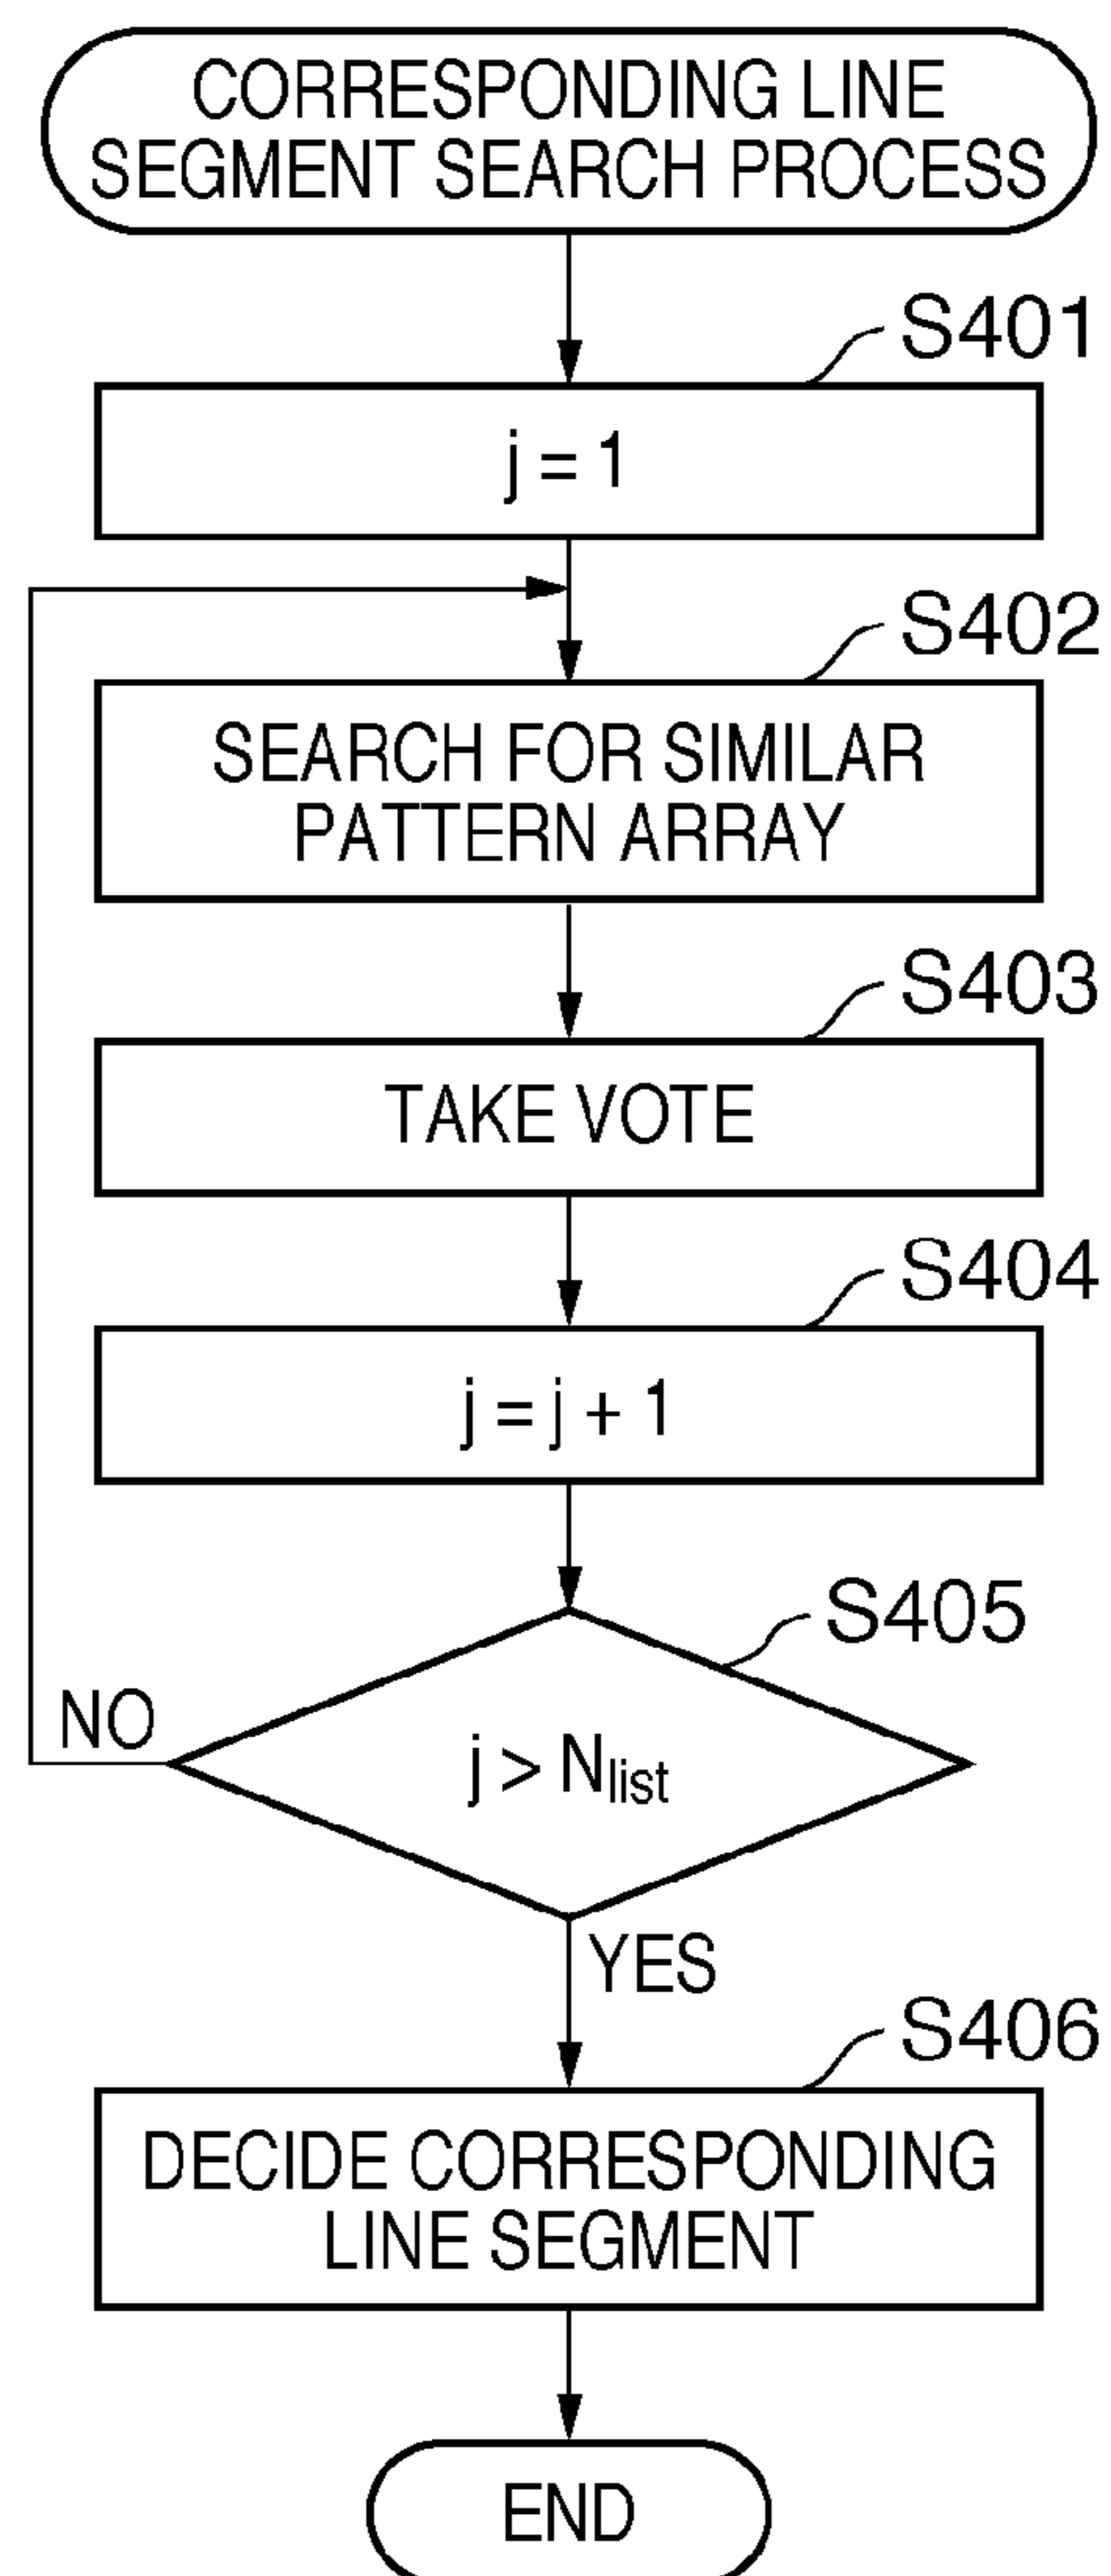 CORRESPONDING LINE
SEGMENT SEARCH PROCESS
S401
j = 1
S402
SEARCH FOR SIMILAR
PATTERN ARRAY
S403
TAKE VOTE
S404
j = j + 1
S405
NO
j > Nlist
YES
S406
DECIDE CORRESPONDING
LINE SEGMENT
END